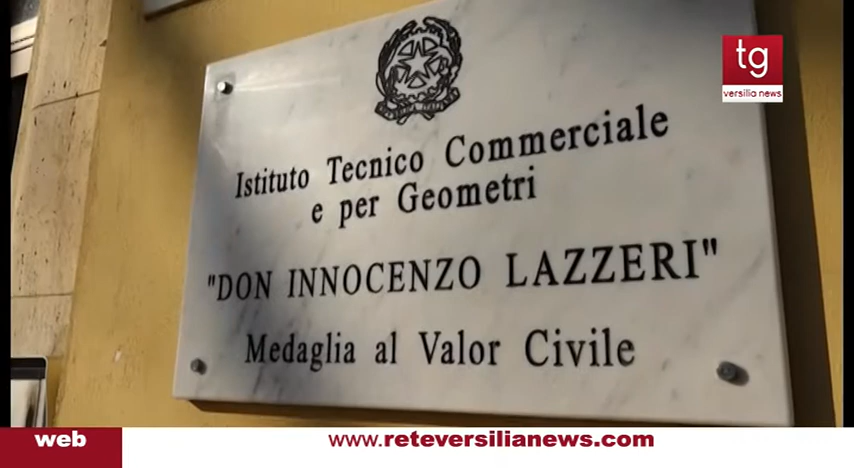 tg
versilia news
Istituto Tecnico Commerciale
e per Geometri
"DON INNOCENZO LAZZERI"
Medaglia al Valor Civile
web
www.reteversilianews.com